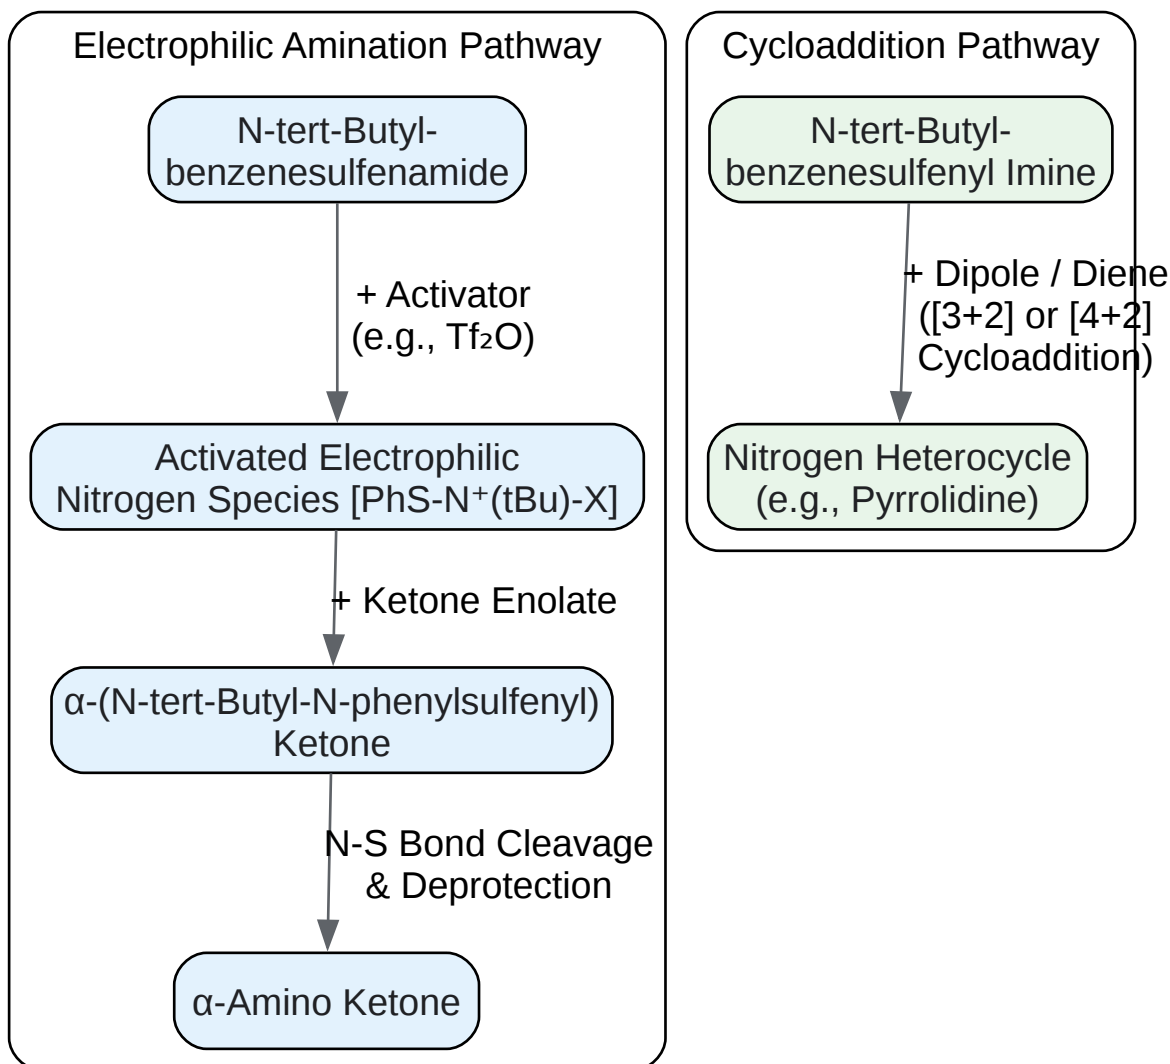 Electrophilic Amination Pathway
N-tert-Butyl-
benzenesulfenamide
+ Activator
(e.g., Tf₂O)
Activated Electrophilic
Nitrogen Species [PhS-N⁺(tBu)-X]
+ Ketone Enolate
α-(N-tert-Butyl-N-phenylsulfenyl)
Ketone
N-S Bond Cleavage
& Deprotection
α-Amino Ketone
Cycloaddition Pathway
N-tert-Butyl-
benzenesulfenyl Imine
+ Dipole / Diene
([3+2] or [4+2]
Cycloaddition)
Nitrogen Heterocycle
(e.g., Pyrrolidine)